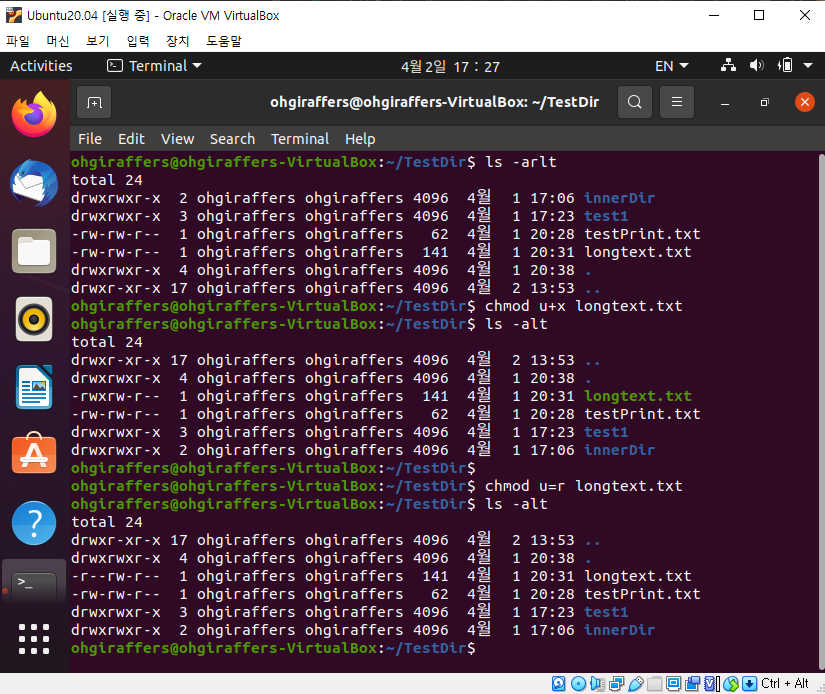 Ubuntu20.04 [실행 중] - Oracle VM VirtualBox
파일 머신 보기 입력 장치 도움말
Activities Terminal 4월 2일 17 : 27 EN
ohgiraffers@ohgiraffers-VirtualBox: ~/TestDir
File Edit View Search Terminal Help
ohgiraffers@ohgiraffers-VirtualBox:~/TestDir$ ls -arlt
total 24
drwxrwxr-x  2 ohgiraffers ohgiraffers 4096  4월  1 17:06 innerDir
drwxrwxr-x  3 ohgiraffers ohgiraffers 4096  4월  1 17:23 test1
-rw-rw-r--  1 ohgiraffers ohgiraffers   62  4월  1 20:28 testPrint.txt
-rw-rw-r--  1 ohgiraffers ohgiraffers  141  4월  1 20:31 longtext.txt
drwxrwxr-x  4 ohgiraffers ohgiraffers 4096  4월  1 20:38 .
drwxr-xr-x 17 ohgiraffers ohgiraffers 4096  4월  2 13:53 ..
ohgiraffers@ohgiraffers-VirtualBox:~/TestDir$ chmod u+x longtext.txt
ohgiraffers@ohgiraffers-VirtualBox:~/TestDir$ ls -alt
total 24
drwxr-xr-x 17 ohgiraffers ohgiraffers 4096  4월  2 13:53 ..
drwxrwxr-x  4 ohgiraffers ohgiraffers 4096  4월  1 20:38 .
-rwxrw-r--  1 ohgiraffers ohgiraffers  141  4월  1 20:31 longtext.txt
-rw-rw-r--  1 ohgiraffers ohgiraffers   62  4월  1 20:28 testPrint.txt
drwxrwxr-x  3 ohgiraffers ohgiraffers 4096  4월  1 17:23 test1
drwxrwxr-x  2 ohgiraffers ohgiraffers 4096  4월  1 17:06 innerDir
ohgiraffers@ohgiraffers-VirtualBox:~/TestDir$
ohgiraffers@ohgiraffers-VirtualBox:~/TestDir$ chmod u=r longtext.txt
ohgiraffers@ohgiraffers-VirtualBox:~/TestDir$ ls -alt
total 24
drwxr-xr-x 17 ohgiraffers ohgiraffers 4096  4월  2 13:53 ..
drwxrwxr-x  4 ohgiraffers ohgiraffers 4096  4월  1 20:38 .
-r--rw-r--  1 ohgiraffers ohgiraffers  141  4월  1 20:31 longtext.txt
-rw-rw-r--  1 ohgiraffers ohgiraffers   62  4월  1 20:28 testPrint.txt
drwxrwxr-x  3 ohgiraffers ohgiraffers 4096  4월  1 17:23 test1
drwxrwxr-x  2 ohgiraffers ohgiraffers 4096  4월  1 17:06 innerDir
ohgiraffers@ohgiraffers-VirtualBox:~/TestDir$
Ctrl + Alt